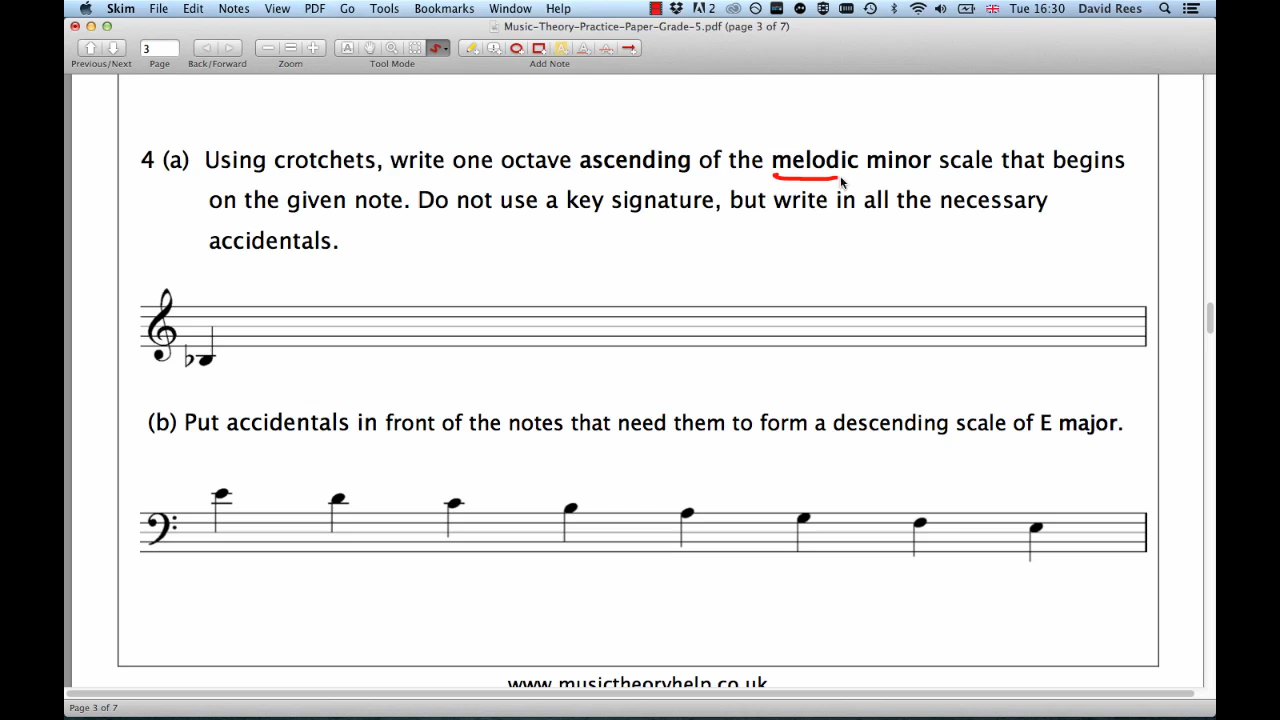 Skim File Edit View PDF Go Tools Bookmarks Window Help 2 Tue 16:30 David Rees
Music-Theory-Practice-Paper-Grade-5.pdf (page 3 of 7)
3 A
Previous/Next Page Back/Forward Zoom Tool Mode Add Note
4 (a) Using crotchets, write one octave ascending of the melodic minor scale that begins
on the given note. Do not use a key signature, but write in all the necessary
accidentals.
(b) Put accidentals in front of the notes that need them to form a descending scale of E major.
www.musictheoryhelp.co.uk
Page 3 of 7